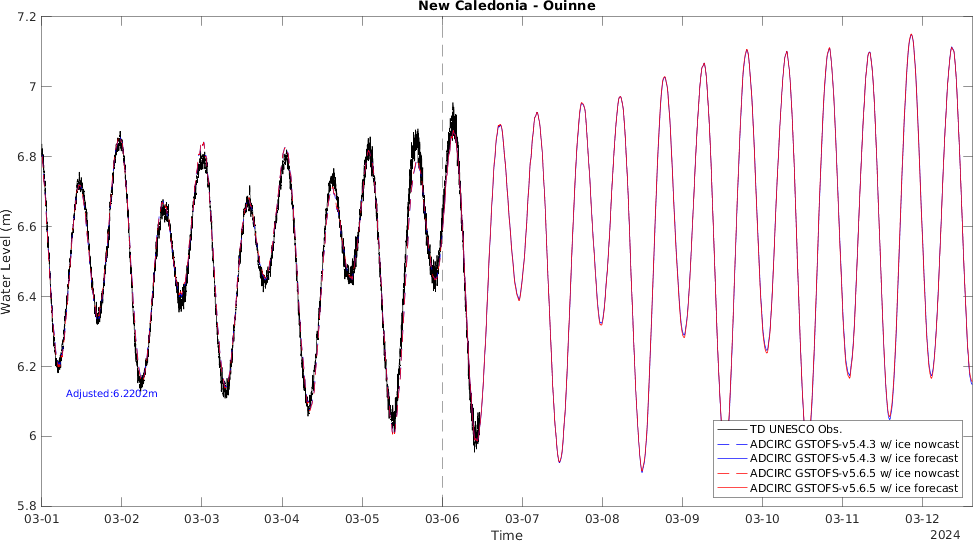 New Caledonia - Ouinne
7.2
7
6.8
6.6
6.4
6.2
6
5.8
Water Level (m)
Adjusted:6.2202m
TD UNESCO Obs.
ADCIRC GSTOFS-v5.4.3 w/ ice nowcast
ADCIRC GSTOFS-v5.4.3 w/ ice forecast
ADCIRC GSTOFS-v5.6.5 w/ ice nowcast
ADCIRC GSTOFS-v5.6.5 w/ ice forecast
03-01 03-02 03-03 03-04 03-05 03-06 03-07 03-08 03-09 03-10 03-11 03-12
Time
2024